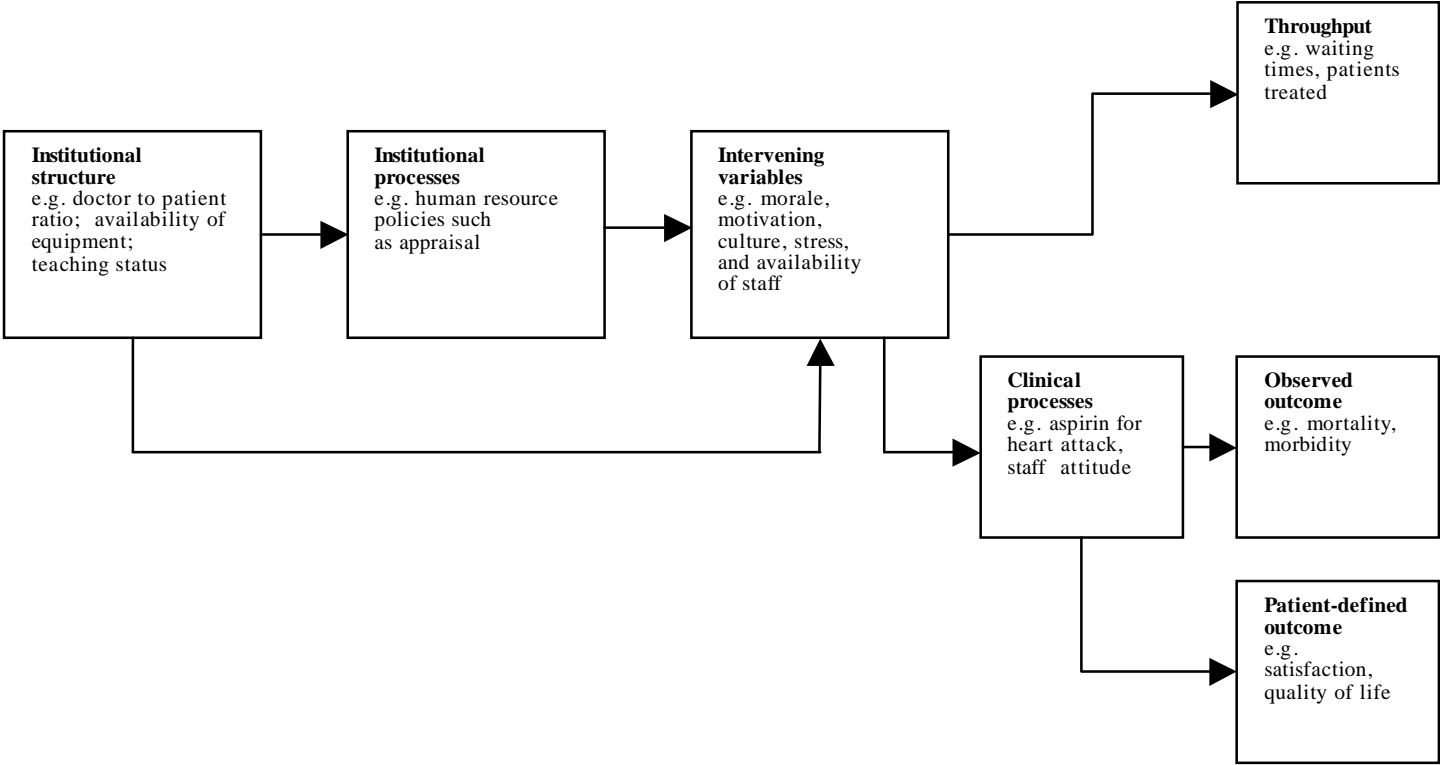 Throughput
e.g. waiting
times, patients
treated
Institutional
structure
e.g. doctor to patient
ratio; availability of
equipment;
teaching status
Institutional
processes
e.g. human resource
policies such
as appraisal
Intervening
variables
e.g. morale,
motivation,
culture, stress,
and availability
of staff
Clinical
processes
e.g. aspirin for
heart attack,
staff attitude
Observed
outcome
e.g. mortality,
morbidity
Patient-defined
outcome
e.g.
satisfaction,
quality of life